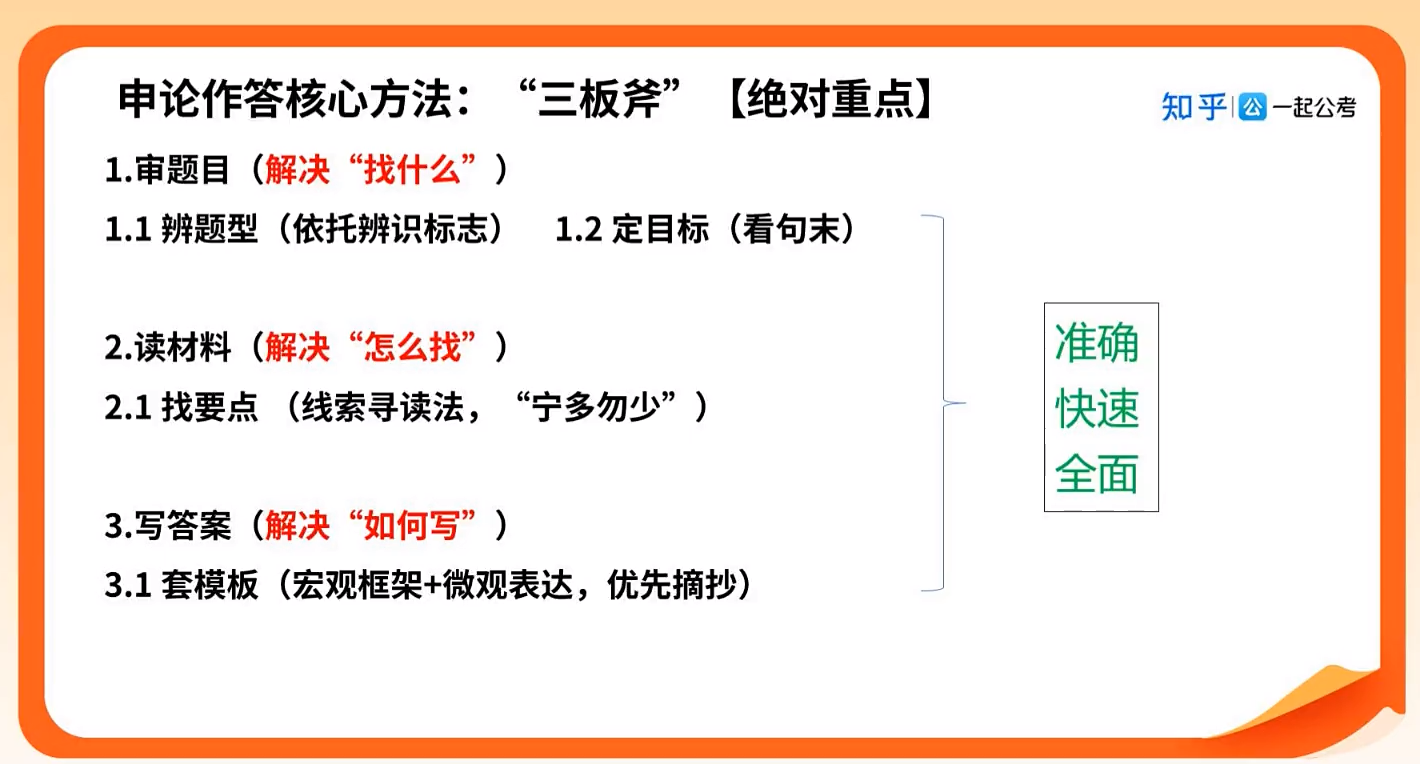 申论作答核心方法：“三板斧”【绝对重点】
知乎 公 一起公考
1.审题目（解决“找什么”）
1.1 辨题型（依托辨识标志） 1.2 定目标（看句末）
2.读材料（解决“怎么找”）
2.1 找要点 （线索寻读法，“宁多勿少”）
3.写答案（解决“如何写”）
3.1 套模板（宏观框架+微观表达，优先摘抄）
准确
快速
全面